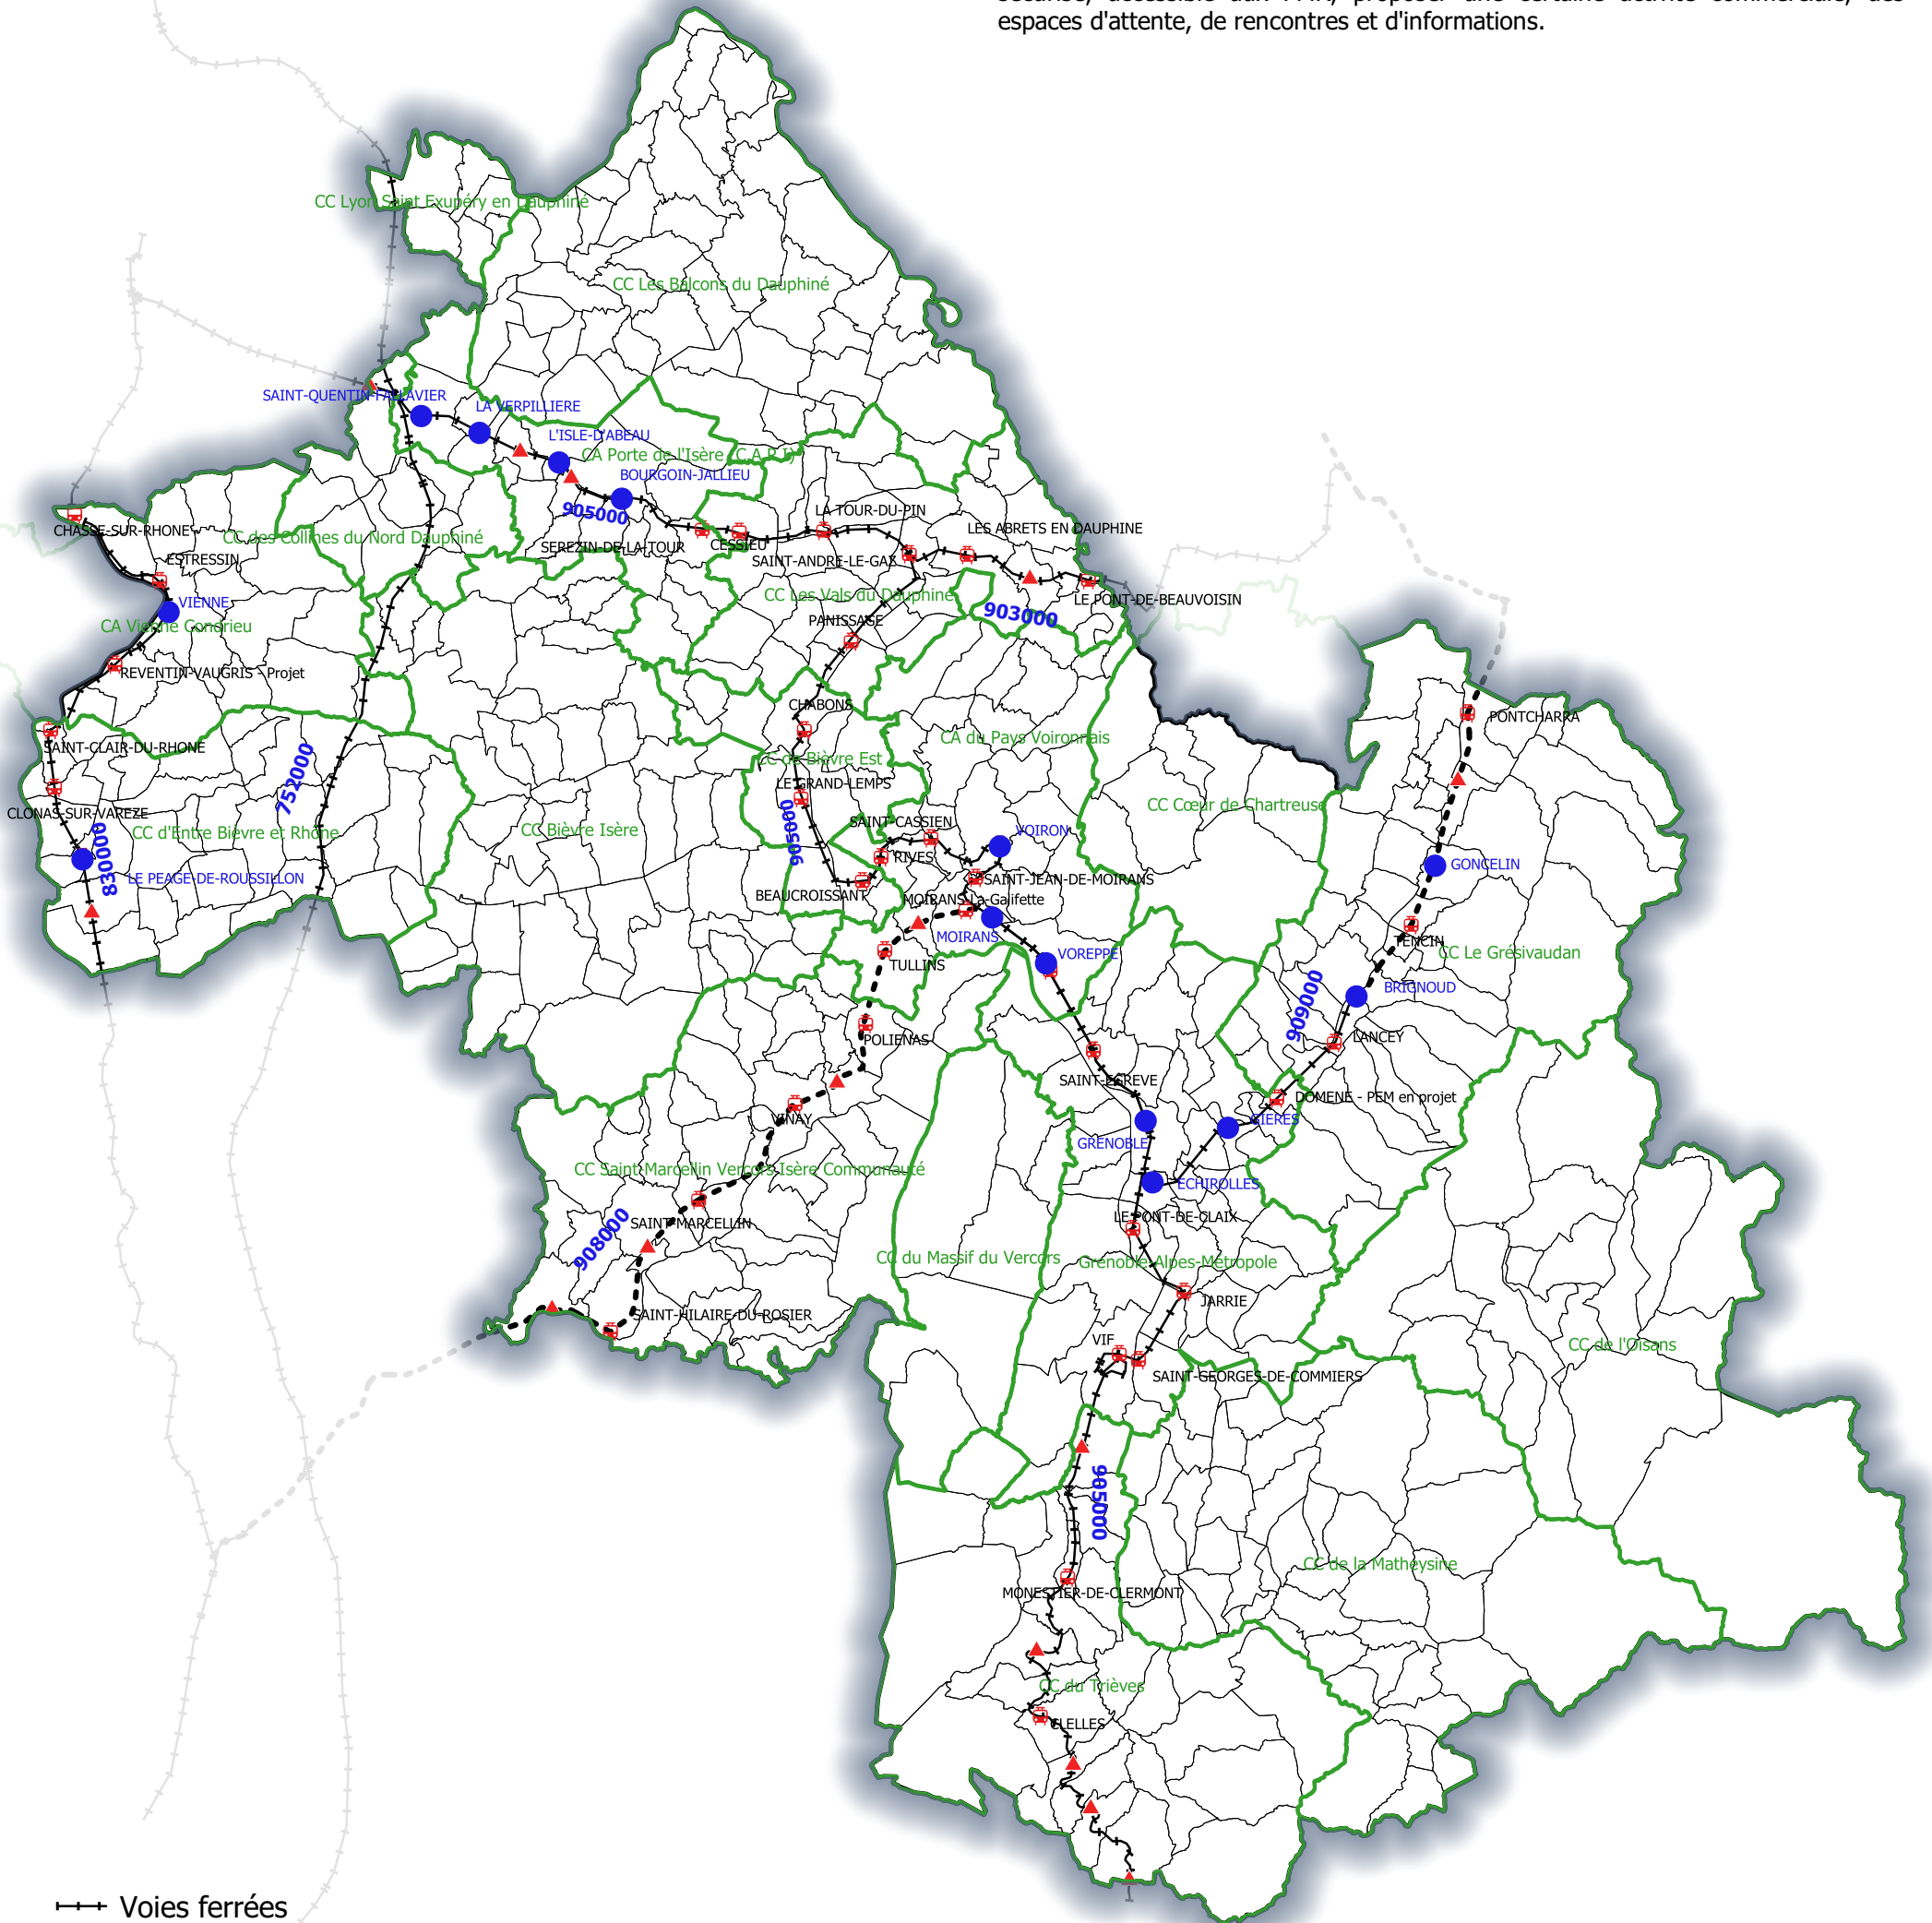 espaces d'attente, de rencontres et d'informations.
CC Lyon Saint Exupéry en Dauphiné
CC Les Balcons du Dauphiné
SAINT-QUENTIN-FALLAVIER
LA VERPILLIERE
L'ISLE-D'ABEAU
CA Porte de l'Isère (C.A.P.I)
BOURGOIN-JALLIEU
905000
LA TOUR-DU-PIN
LES ABRETS EN DAUPHINE
CHASSE-SUR-RHONE
CC des Collines du Nord Dauphiné
SEREZIN-DE-LA-TOUR
CESSIEU
ESTRESSIN
SAINT-ANDRE-LE-GAZ
CC Les Vals du Dauphiné
LE PONT-DE-BEAUVOISIN
VIENNE
903000
CA Vienne Condrieu
PANISSAGE
REVENTIN-VAUGRIS - Projet
CHABONS
PONTCHARRA
CA du Pays Voironnais
SAINT-CLAIR-DU-RHONE
CC de Bièvre Est
752000
LE GRAND-LEMPS
CC Cœur de Chartreuse
CLONAS-SUR-VAREZE
SAINT-CASSIEN
CC d'Entre Bièvre et Rhône
CC Bièvre Isère
905000
VOIRON
830000
RIVES
GONCELIN
LE PEAGE-DE-ROUSSILLON
SAINT-JEAN-DE-MOIRANS
BEAUCROISSANT
MOIRANS-La-Galifette
MOIRANS
TENCIN
VOREPPE
CC Le Grésivaudan
TULLINS
BRIGNOUD
909000
POLIENAS
LANCEY
SAINT-EGREVE
DOMENE - PEM en projet
VINAY
GIERES
GRENOBLE
CC Saint-Marcellin Vercors Isère Communauté
ECHIROLLES
SAINT-MARCELLIN
LE PONT-DE-CLAIX
908000
CC du Massif du Vercors
Grenoble-Alpes-Métropole
JARRIE
SAINT-HILAIRE-DU-ROSIER
VIF
CC de l'Oisans
SAINT-GEORGES-DE-COMMIERS
905000
CC de la Matheysine
MONESTIER-DE-CLERMONT
CC du Trièves
CLELLES
Voies ferrées